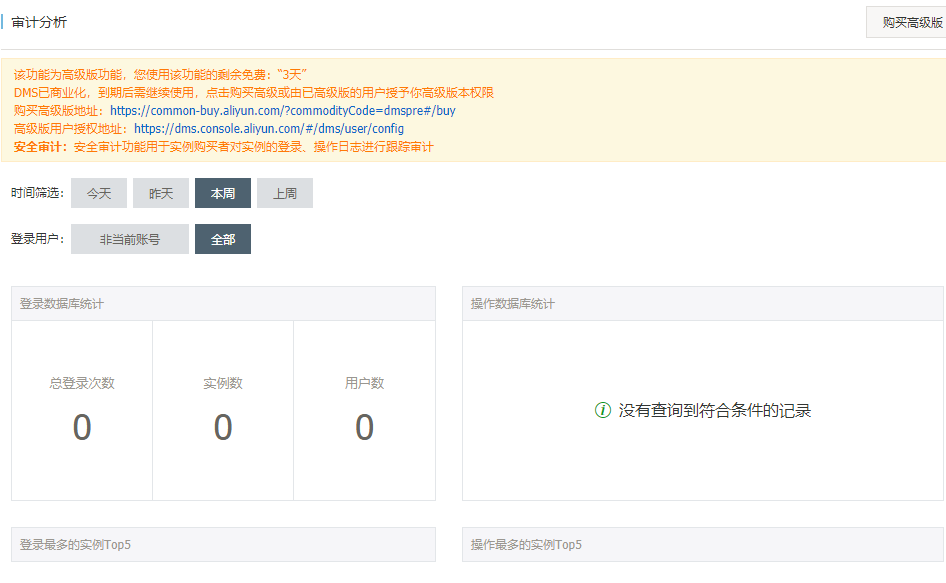 审计分析
购买高级版
该功能为高级版功能，您使用该功能的剩余免费：“3天”
DMS已商业化，到期后需继续使用，点击购买高级或由已高级版的用户授予你高级版本权限
购买高级版地址：https://common-buy.aliyun.com/?commodityCode=dmspre#/buy
高级版用户授权地址：https://dms.console.aliyun.com/#/dms/user/config
安全审计：安全审计功能用于实例购买者对实例的登录、操作日志进行跟踪审计
时间筛选： 今天 昨天 本周 上周
登录用户： 非当前账号 全部
登录数据库统计
总登录次数 实例数 用户数
0 0 0
操作数据库统计
没有查询到符合条件的记录
登录最多的实例Top5
操作最多的实例Top5